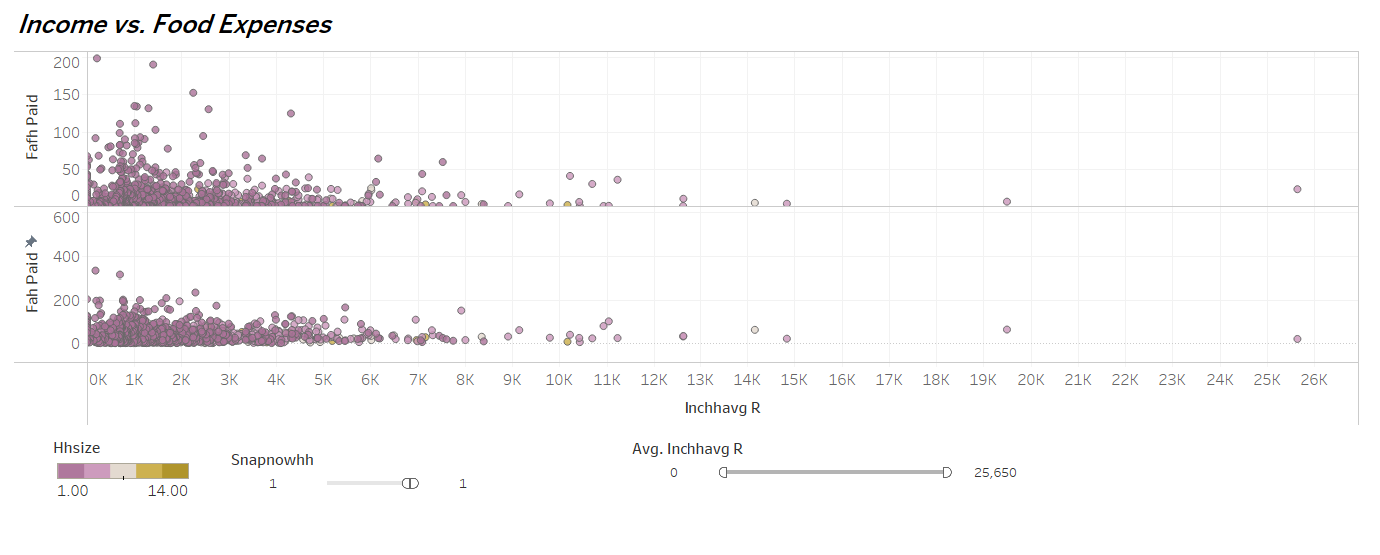 Income vs. Food Expenses
200
150
100
50
0
Fafh Paid
600
400
200
0
Fah Paid
0K 1K 2K 3K 4K 5K 6K 7K 8K 9K 10K 11K 12K 13K 14K 15K 16K 17K 18K 19K 20K 21K 22K 23K 24K 25K 26K
Inchhavg R
Hhsize
1.00 14.00
Snapnowhh
1 1
Avg. Inchhavg R
0 25,650